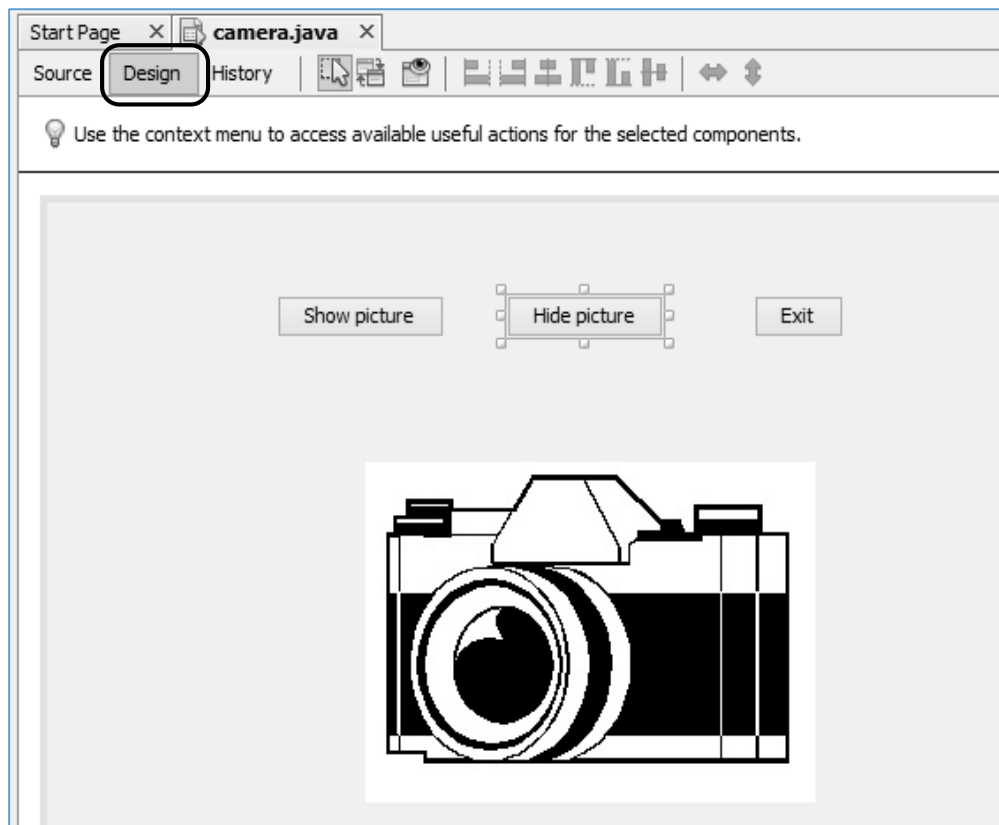 Start Page camera.java
Source Design History
Use the context menu to access available useful actions for the selected components.
Show picture Hide picture Exit